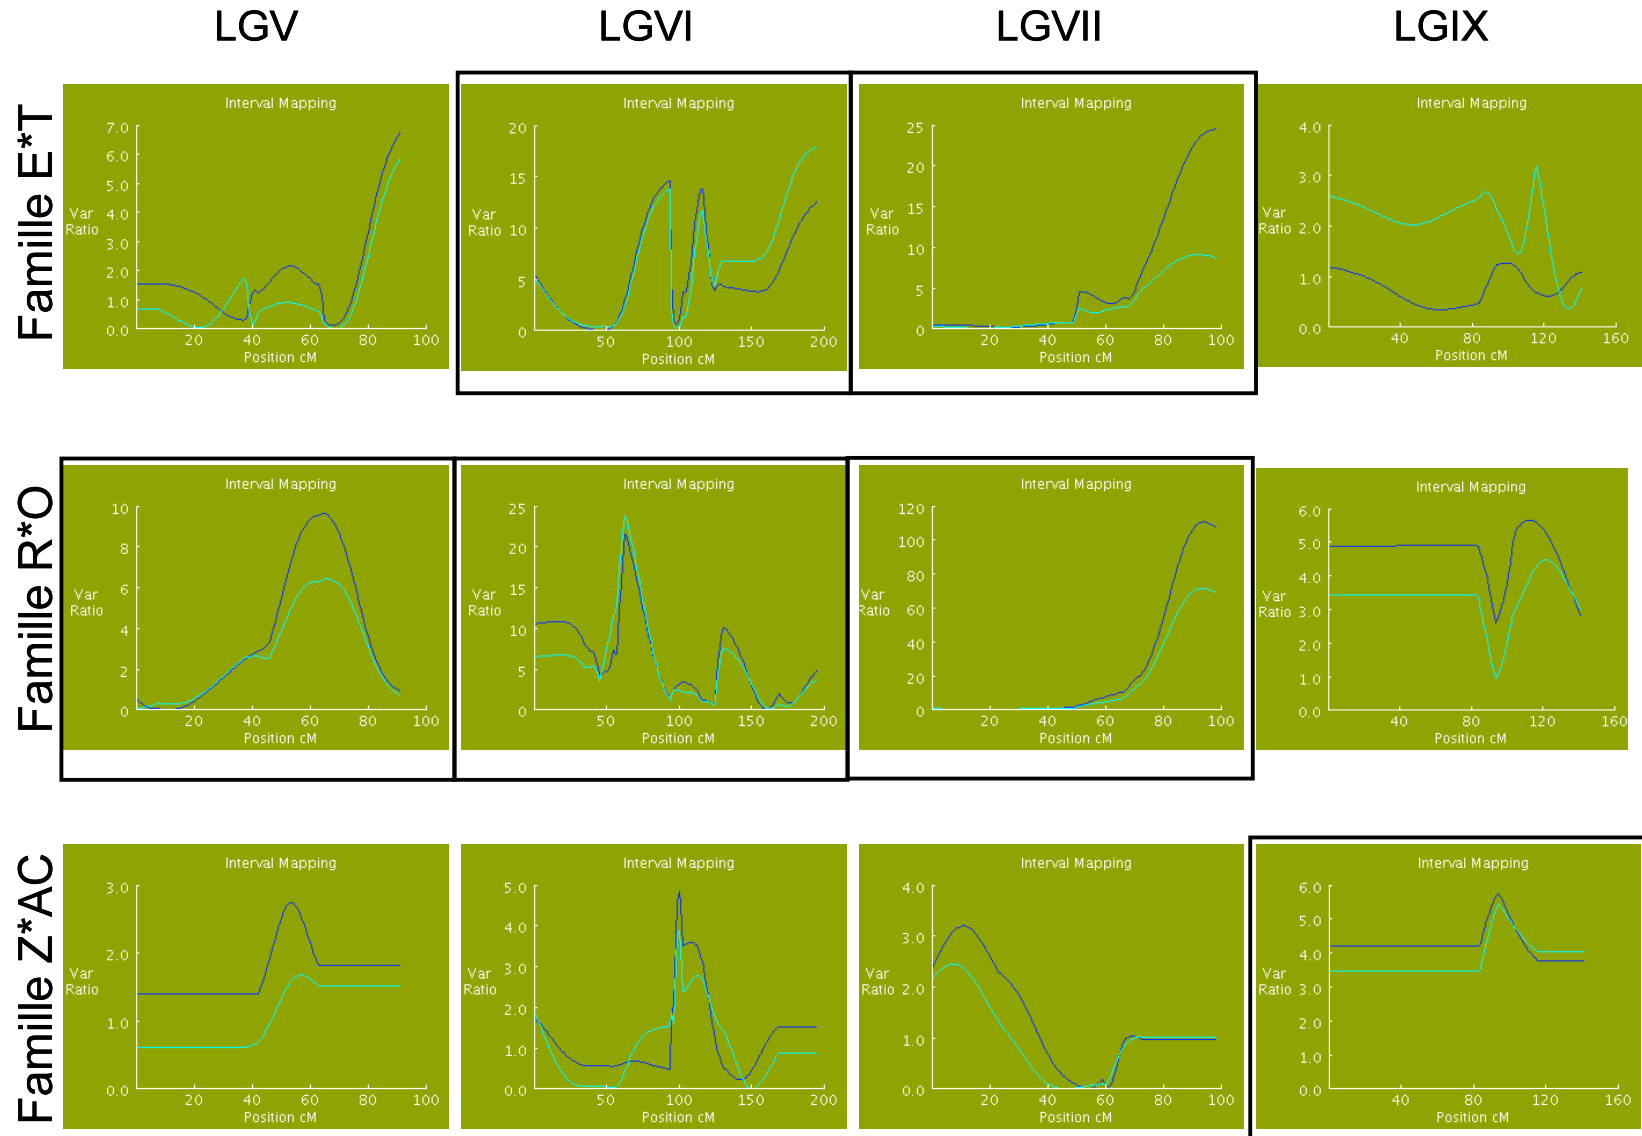 LGV LGVI LGVII LGIX
Famille E*T
Interval Mapping
7.0
6.0
5.0
4.0
3.0
2.0
1.0
0.0
Var
Ratio
20 40 60 80 100
Position cM
Interval Mapping
20
15
10
5
0
Var
Ratio
50 100 150 200
Position cM
Interval Mapping
25
20
15
10
5
0
Var
Ratio
20 40 60 80 100
Position cM
Interval Mapping
4.0
3.0
2.0
1.0
0.0
Var
Ratio
40 80 120 160
Position cM
Famille R*O
Interval Mapping
10
8
6
4
2
0
Var
Ratio
20 40 60 80 100
Position cM
Interval Mapping
25
20
15
10
5
0
Var
Ratio
50 100 150 200
Position cM
Interval Mapping
120
100
80
60
40
20
0
Var
Ratio
20 40 60 80 100
Position cM
Interval Mapping
6.0
5.0
4.0
3.0
2.0
1.0
0.0
Var
Ratio
40 80 120 160
Position cM
Famille Z*AC
Interval Mapping
3.0
2.0
1.0
0.0
Var
Ratio
20 40 60 80 100
Position cM
Interval Mapping
5.0
4.0
3.0
2.0
1.0
0.0
Var
Ratio
50 100 150 200
Position cM
Interval Mapping
4.0
3.0
2.0
1.0
0.0
Var
Ratio
20 40 60 80 100
Position cM
Interval Mapping
6.0
5.0
4.0
3.0
2.0
1.0
0.0
Var
Ratio
40 80 120 160
Position cM